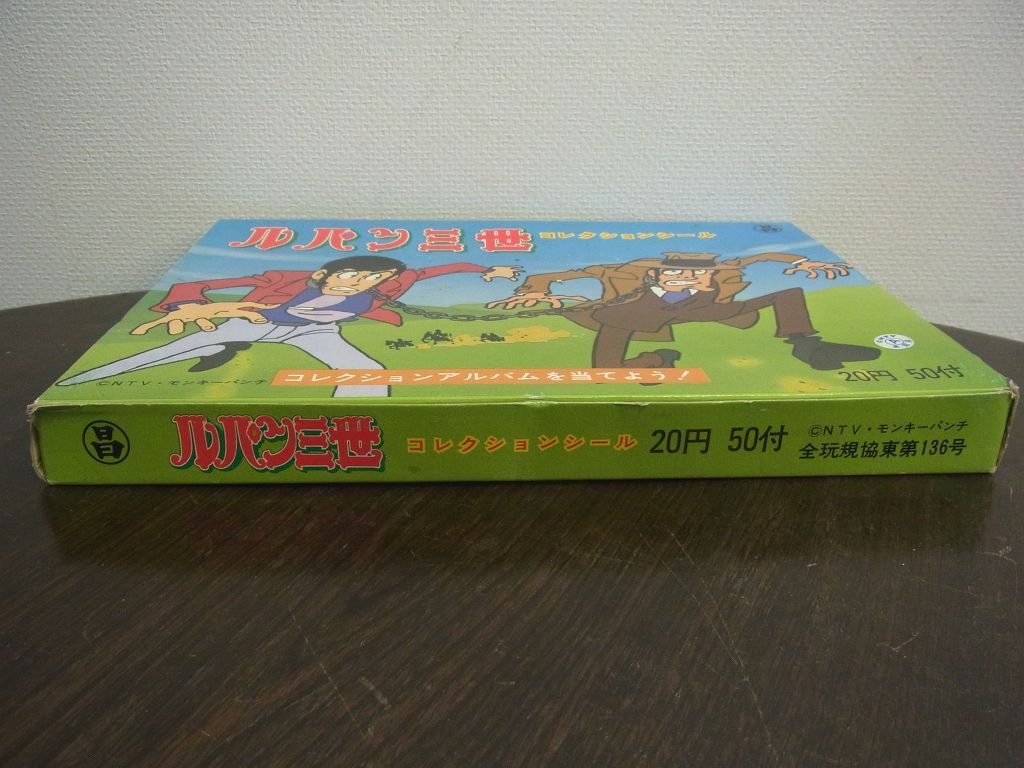 ルパン三世 コレクションシール 昌
©NTV・モンキーパンチ コレクションアルバムを当てよう! 20円 50付
昌 ルパン三世 コレクションシール 20円 50付 ©NTV・モンキーパンチ
全玩規協東第136号